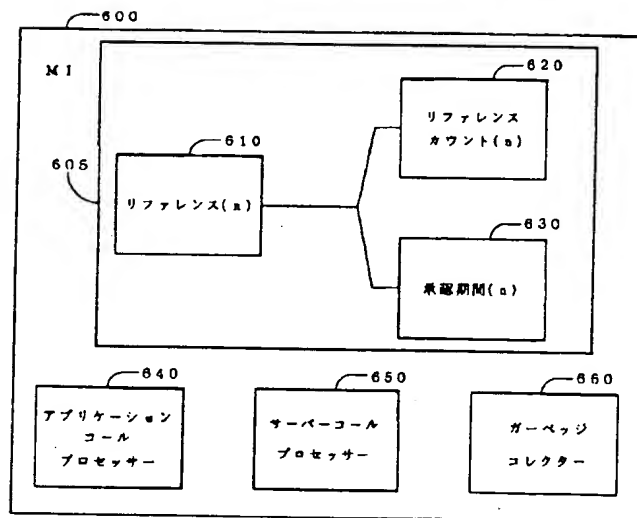 600
MI
620
リファレンス
カウント(n)
610
605
リファレンス(n)
630
承認期間(n)
640
アプリケーション
コール
プロセッサー
650
サーバーコール
プロセッサー
660
ガーベッジ
コレクター